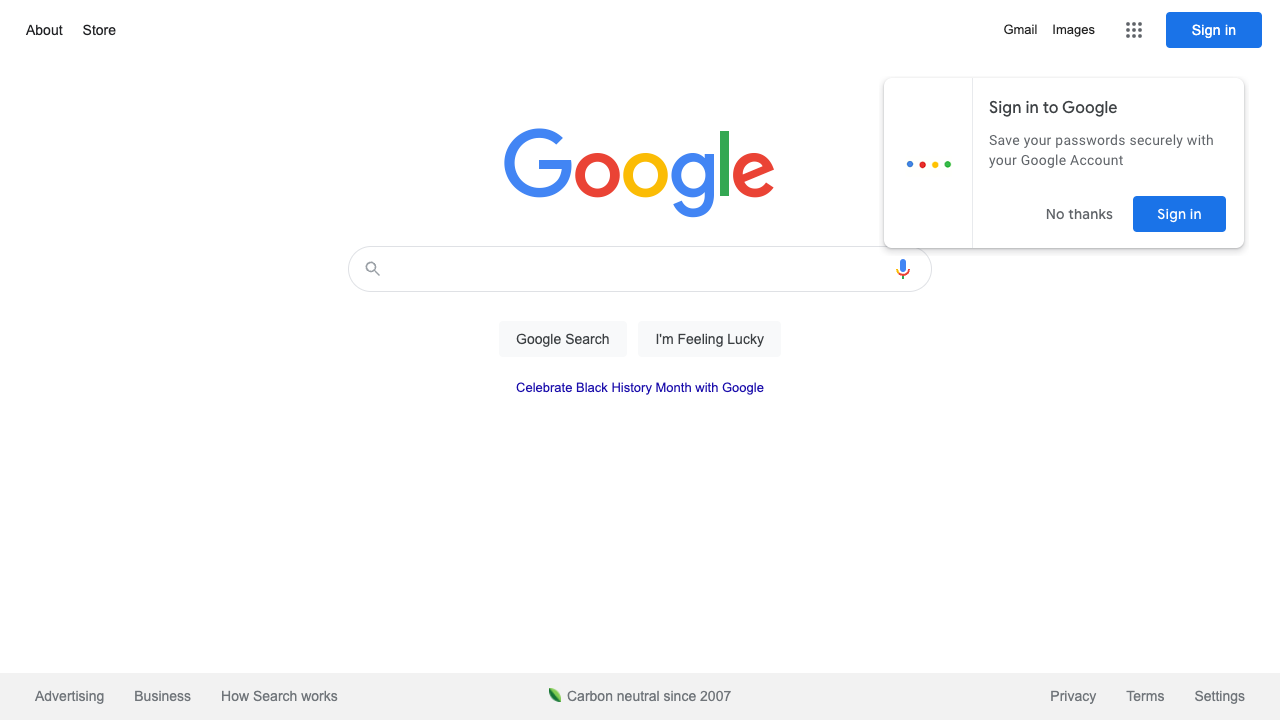 About Store Gmail Images Sign in
Sign in to Google
Save your passwords securely with
your Google Account
No thanks Sign in
Google
Google Search I'm Feeling Lucky
Celebrate Black History Month with Google
Advertising Business How Search works Carbon neutral since 2007 Privacy Terms Settings